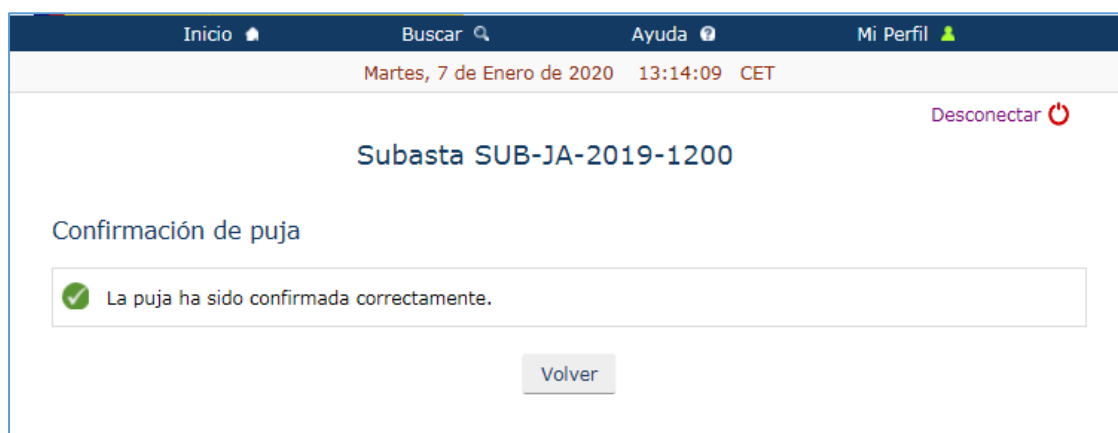 Inicio Buscar Ayuda Mi Perfil
Martes, 7 de Enero de 2020 13:14:09 CET
Desconectar
Subasta SUB-JA-2019-1200
Confirmación de puja
La puja ha sido confirmada correctamente.
Volver